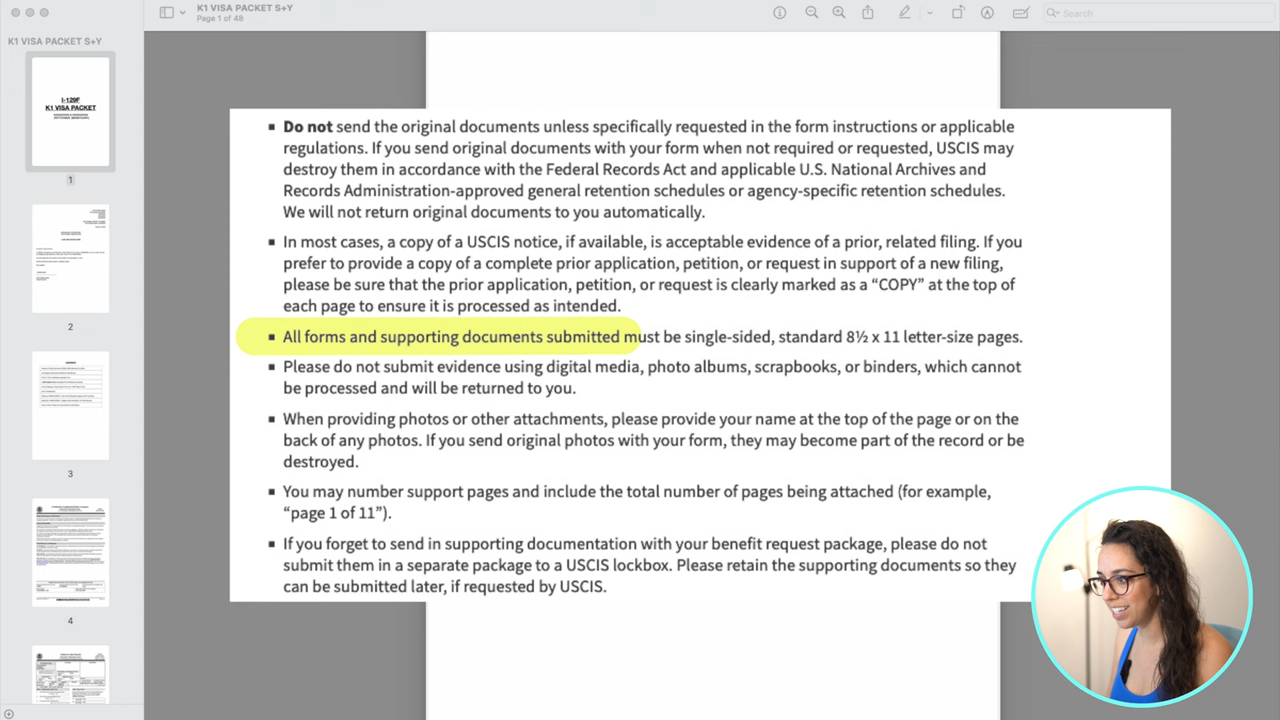 K1 VISA PACKET S+Y
Page 1 of 48
Search
K1 VISA PACKET S+Y
I-129F
K1 VISA PACKET
1
2
3
4
▪ Do not send the original documents unless specifically requested in the form instructions or applicable
regulations. If you send original documents with your form when not required or requested, USCIS may
destroy them in accordance with the Federal Records Act and applicable U.S. National Archives and
Records Administration-approved general retention schedules or agency-specific retention schedules.
We will not return original documents to you automatically.
▪ In most cases, a copy of a USCIS notice, if available, is acceptable evidence of a prior, related filing. If you
prefer to provide a copy of a complete prior application, petition, or request in support of a new filing,
please be sure that the prior application, petition, or request is clearly marked as a “COPY” at the top of
each page to ensure it is processed as intended.
▪ All forms and supporting documents submitted must be single-sided, standard 8½ x 11 letter-size pages.
▪ Please do not submit evidence using digital media, photo albums, scrapbooks, or binders, which cannot
be processed and will be returned to you.
▪ When providing photos or other attachments, please provide your name at the top of the page or on the
back of any photos. If you send original photos with your form, they may become part of the record or be
destroyed.
▪ You may number support pages and include the total number of pages being attached (for example,
“page 1 of 11”).
▪ If you forget to send in supporting documentation with your benefit request package, please do not
submit them in a separate package to a USCIS lockbox. Please retain the supporting documents so they
can be submitted later, if requested by USCIS.